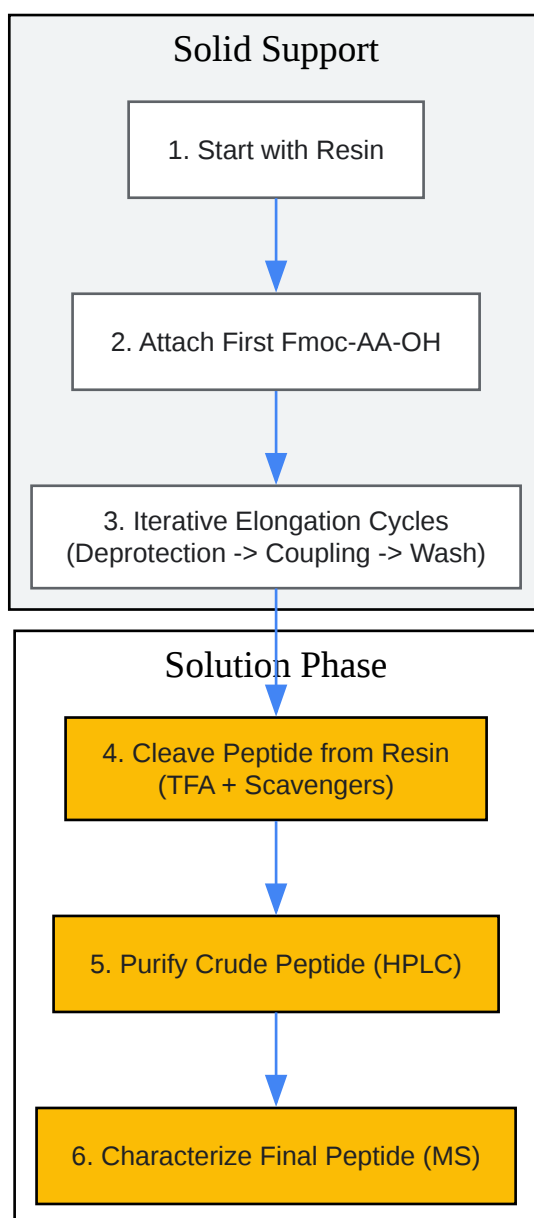 Solid Support
1. Start with Resin
2. Attach First Fmoc-AA-OH
3. Iterative Elongation Cycles
(Deprotection -> Coupling -> Wash)
Solution Phase
4. Cleave Peptide from Resin
(TFA + Scavengers)
5. Purify Crude Peptide (HPLC)
6. Characterize Final Peptide (MS)